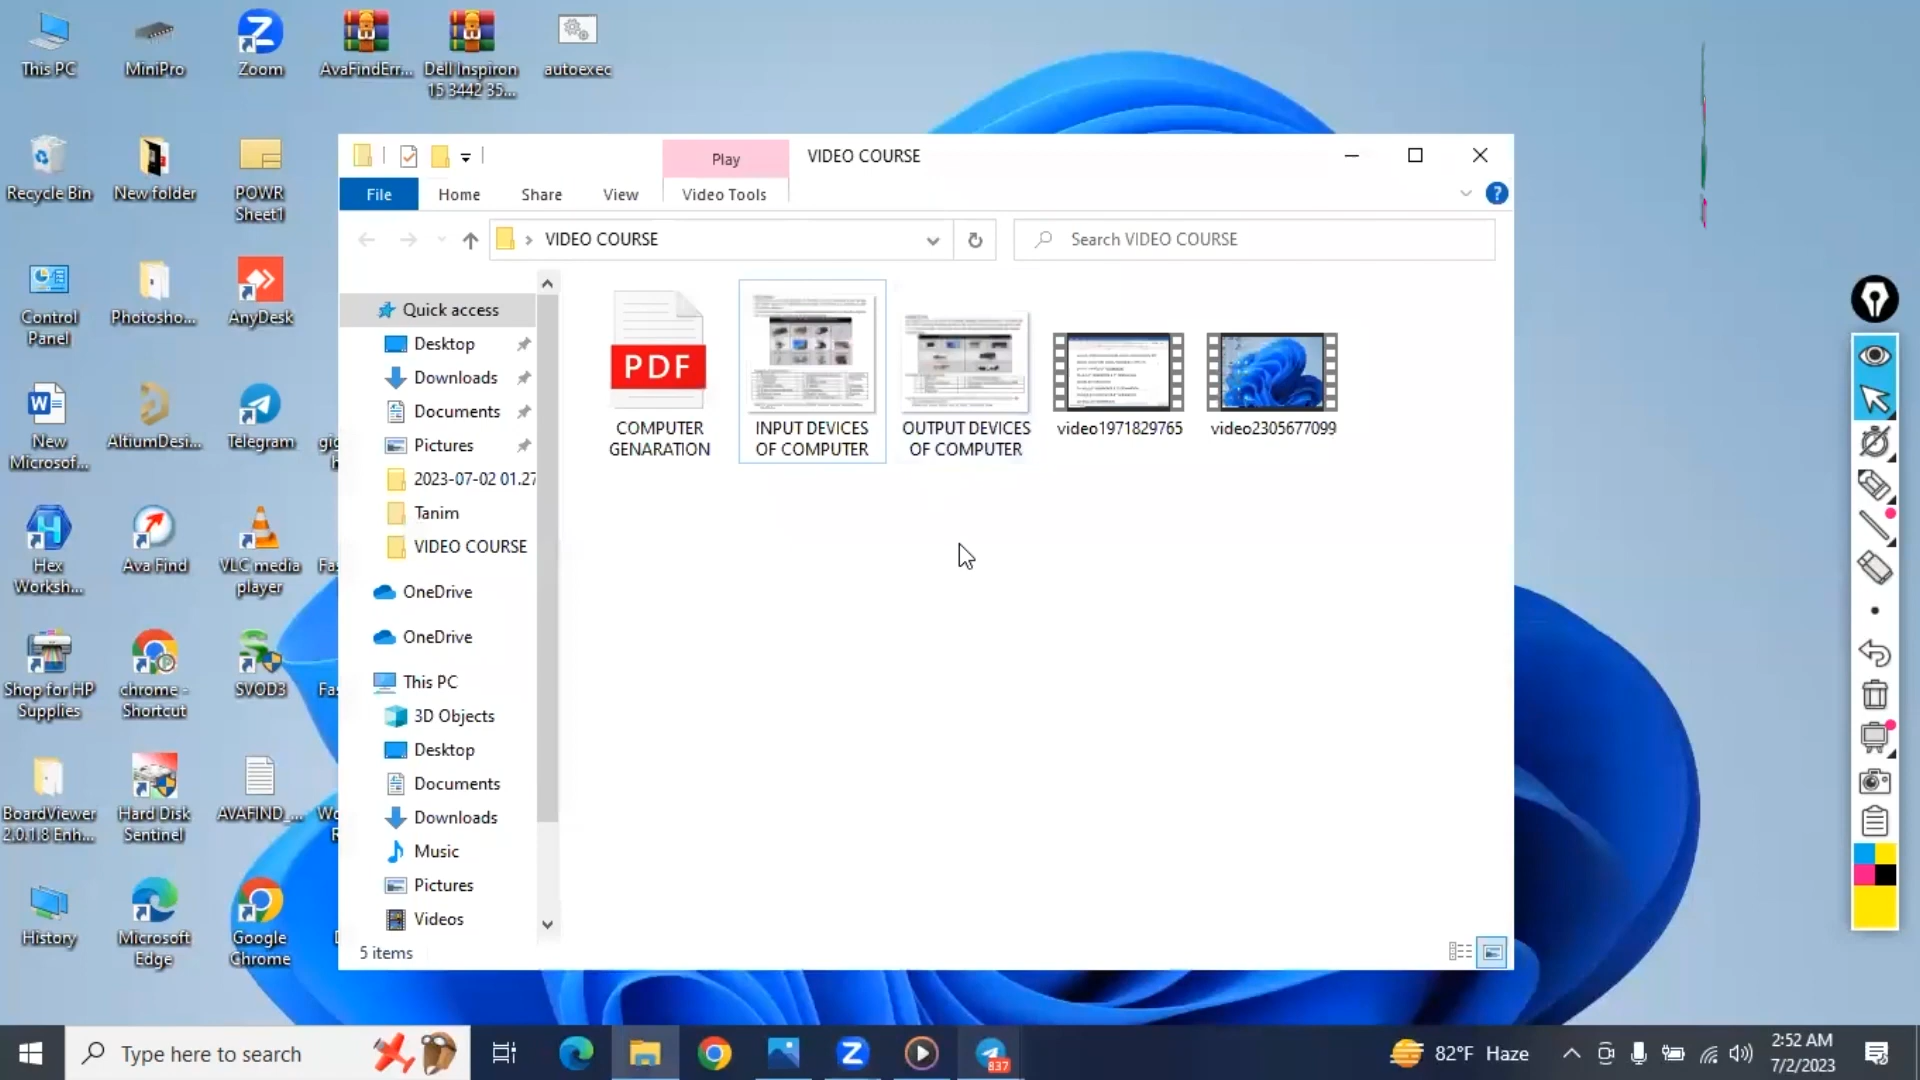 This PC
MiniPro
Zoom
AvaFindErr...
Dell Inspiron
15 3442 35...
autoexec
Recycle Bin
New folder
POWR
Sheet1
Control
Panel
Photosho...
AnyDesk
New
Microsof...
AltiumDesi...
Telegram
Hex
Worksh...
Ava Find
VLC media
player
Shop for HP
Supplies
chrome -
Shortcut
SVOD3
BoardViewer
2.0.1.8 Enh...
Hard Disk
Sentinel
AVAFIND_...
History
Microsoft
Edge
Google
Chrome
Play
VIDEO COURSE
File
Home
Share
View
Video Tools
VIDEO COURSE
Search VIDEO COURSE
Quick access
Desktop
Downloads
Documents
Pictures
2023-07-02 01.27
Tanim
VIDEO COURSE
OneDrive
OneDrive
This PC
3D Objects
Desktop
Documents
Downloads
Music
Pictures
Videos
PDF
COMPUTER
GENARATION
INPUT DEVICES
OF COMPUTER
OUTPUT DEVICES
OF COMPUTER
video1971829765
video2305677099
5 items
Type here to search
837
82°F Haze
2:52 AM
7/2/2023